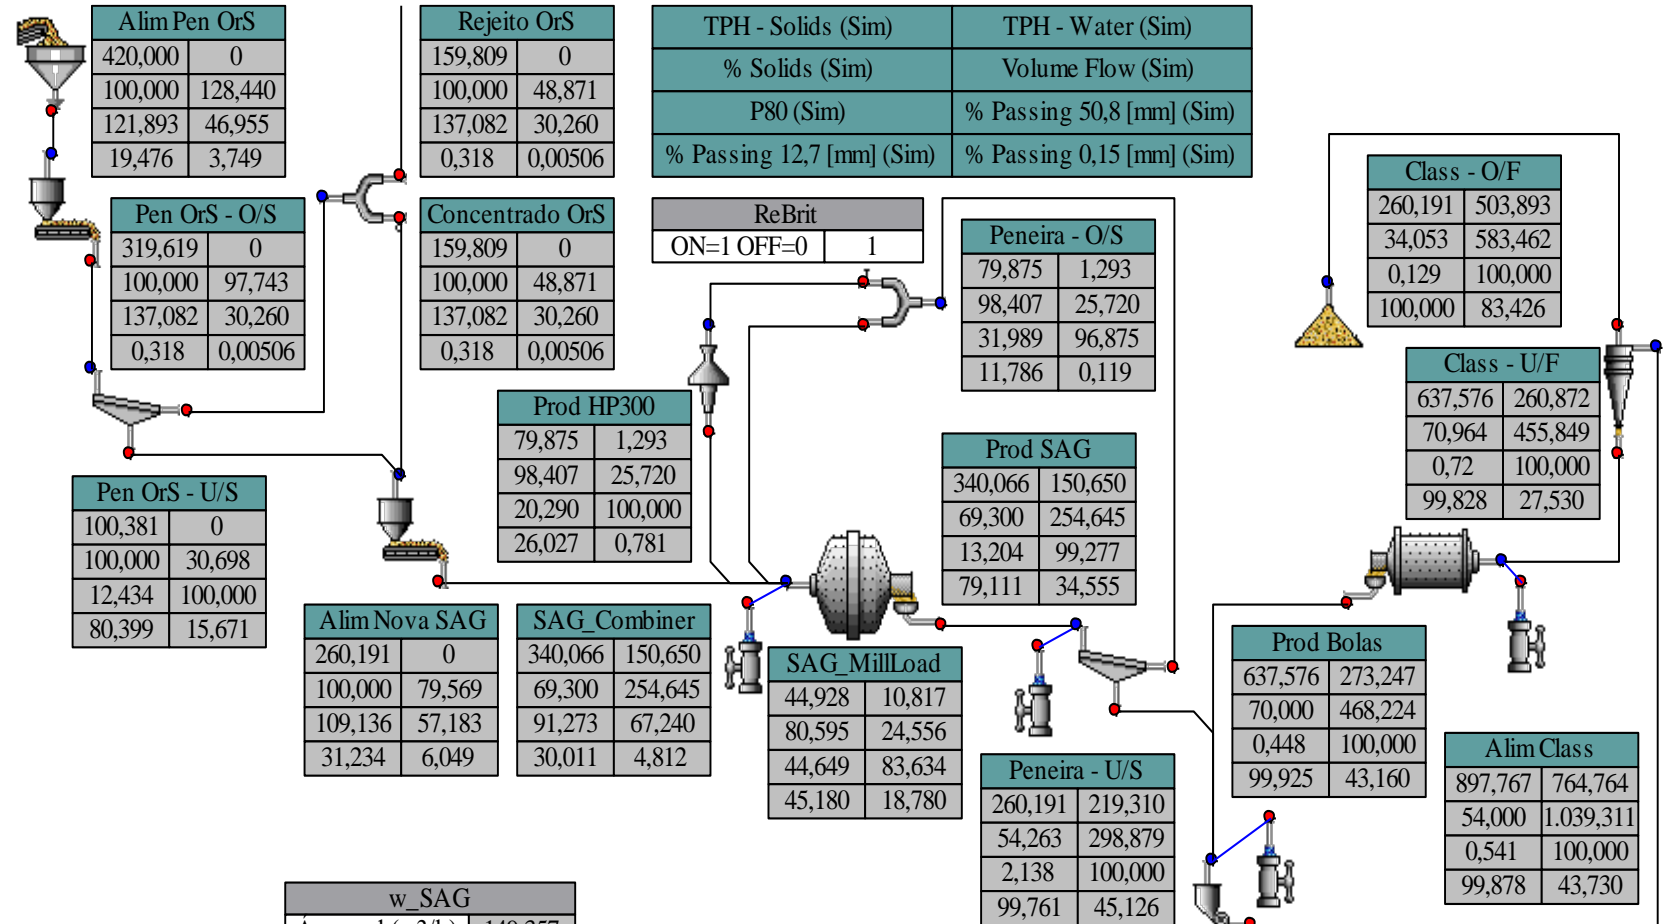 Alim Pen OrS
420,000 0
100,000 128,440
121,893 46,955
19,476 3,749
Rejeito OrS
159,809 0
100,000 48,871
137,082 30,260
0,318 0,00506
TPH - Solids (Sim) TPH - Water (Sim)
% Solids (Sim) Volume Flow (Sim)
P80 (Sim) % Passing 50,8 [mm] (Sim)
% Passing 12,7 [mm] (Sim) % Passing 0,15 [mm] (Sim)
Class - O/F
260,191 503,893
34,053 583,462
0,129 100,000
100,000 83,426
Pen OrS - O/S
319,619 0
100,000 97,743
137,082 30,260
0,318 0,00506
Concentrado OrS
159,809 0
100,000 48,871
137,082 30,260
0,318 0,00506
ReBrit
ON=1 OFF=0 1
Peneira - O/S
79,875 1,293
98,407 25,720
31,989 96,875
11,786 0,119
Class - U/F
637,576 260,872
70,964 455,849
0,72 100,000
99,828 27,530
Prod HP300
79,875 1,293
98,407 25,720
20,290 100,000
26,027 0,781
Prod SAG
340,066 150,650
69,300 254,645
13,204 99,277
79,111 34,555
Pen OrS - U/S
100,381 0
100,000 30,698
12,434 100,000
80,399 15,671
Alim Nova SAG
260,191 0
100,000 79,569
109,136 57,183
31,234 6,049
SAG_Combiner
340,066 150,650
69,300 254,645
91,273 67,240
30,011 4,812
SAG_MillLoad
44,928 10,817
80,595 24,556
44,649 83,634
45,180 18,780
Prod Bolas
637,576 273,247
70,000 468,224
0,448 100,000
99,925 43,160
Peneira - U/S
260,191 219,310
54,263 298,879
2,138 100,000
99,761 45,126
Alim Class
897,767 764,764
54,000 1.039,311
0,541 100,000
99,878 43,730
w_SAG